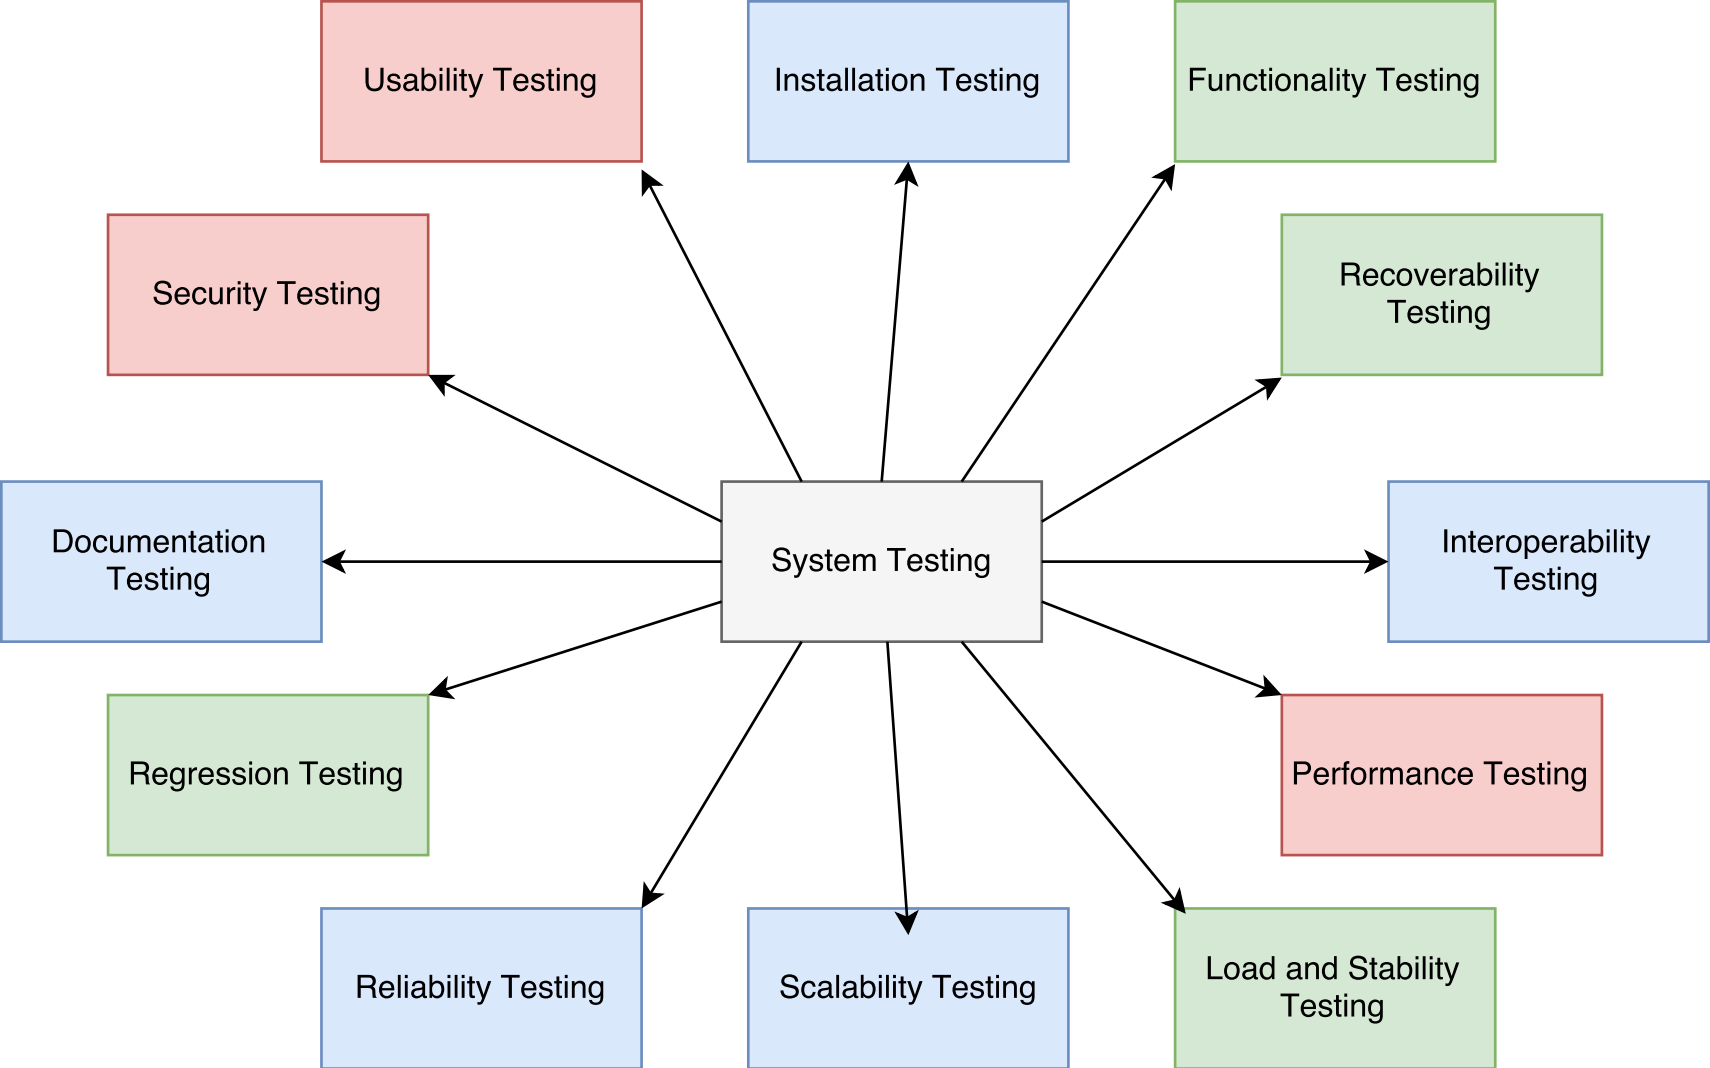 Usability Testing
Installation Testing
Functionality Testing
Security Testing
Recoverability
Testing
Documentation
Testing
System Testing
Interoperability
Testing
Regression Testing
Performance Testing
Reliability Testing
Scalability Testing
Load and Stability
Testing